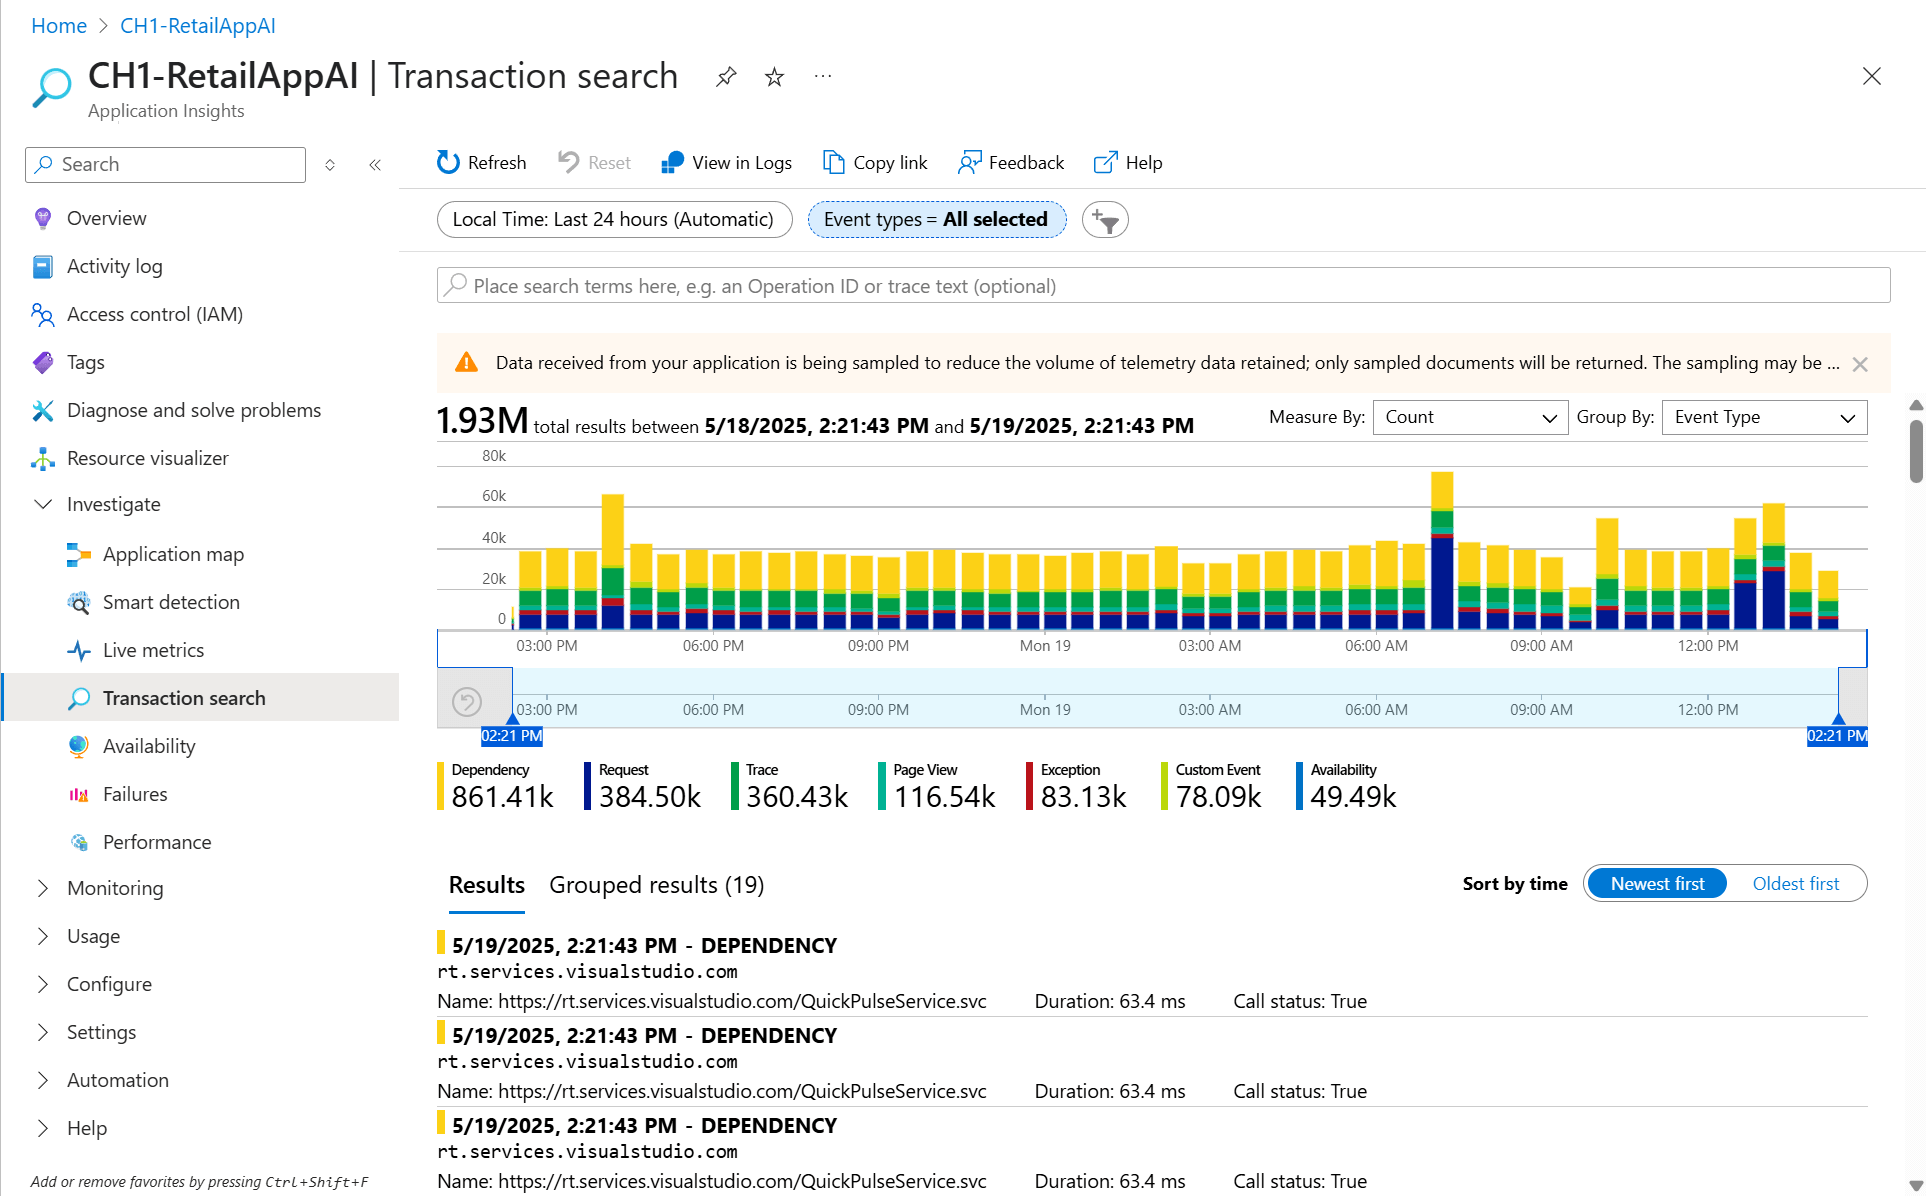 Home > CH1-RetailAppAI
CH1-RetailAppAI | Transaction search
Application Insights
Search
Overview
Activity log
Access control (IAM)
Tags
Diagnose and solve problems
Resource visualizer
Investigate
Application map
Smart detection
Live metrics
Transaction search
Availability
Failures
Performance
Monitoring
Usage
Configure
Settings
Automation
Help
Add or remove favorites by pressing Ctrl+Shift+F
Refresh Reset View in Logs Copy link Feedback Help
Local Time: Last 24 hours (Automatic) Event types = All selected
Place search terms here, e.g. an Operation ID or trace text (optional)
Data received from your application is being sampled to reduce the volume of telemetry data retained; only sampled documents will be returned. The sampling may be ...
1.93M total results between 5/18/2025, 2:21:43 PM and 5/19/2025, 2:21:43 PM
Measure By: Count Group By: Event Type
80k
60k
40k
20k
0
03:00 PM 06:00 PM 09:00 PM Mon 19 03:00 AM 06:00 AM 09:00 AM 12:00 PM
03:00 PM 06:00 PM 09:00 PM Mon 19 03:00 AM 06:00 AM 09:00 AM 12:00 PM
02:21 PM 02:21 PM
Dependency Request Trace Page View Exception Custom Event Availability
861.41k 384.50k 360.43k 116.54k 83.13k 78.09k 49.49k
Results Grouped results (19)
Sort by time Newest first Oldest first
5/19/2025, 2:21:43 PM - DEPENDENCY
rt.services.visualstudio.com
Name: https://rt.services.visualstudio.com/QuickPulseService.svc Duration: 63.4 ms Call status: True
5/19/2025, 2:21:43 PM - DEPENDENCY
rt.services.visualstudio.com
Name: https://rt.services.visualstudio.com/QuickPulseService.svc Duration: 63.4 ms Call status: True
5/19/2025, 2:21:43 PM - DEPENDENCY
rt.services.visualstudio.com
Name: https://rt.services.visualstudio.com/QuickPulseService.svc Duration: 63.4 ms Call status: True